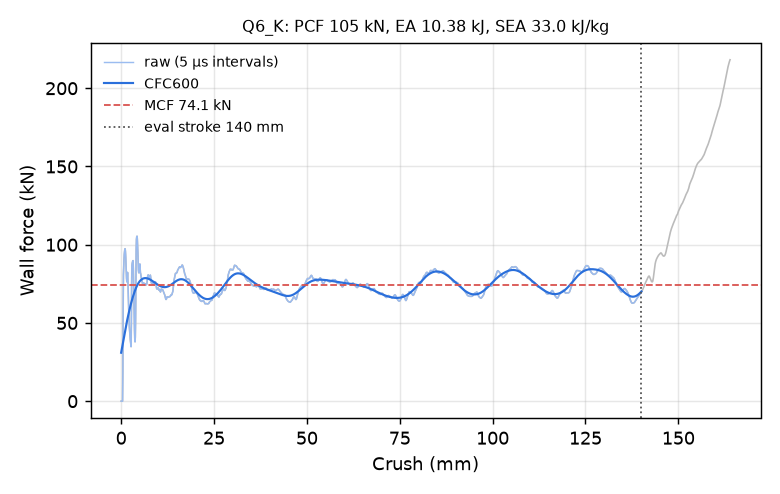 Q6_K: PCF 105 kN, EA 10.38 kJ, SEA 33.0 kJ/kg
raw (5 µs intervals)
CFC600
MCF 74.1 kN
eval stroke 140 mm
Wall force (kN)
200
150
100
50
0
0 25 50 75 100 125 150
Crush (mm)